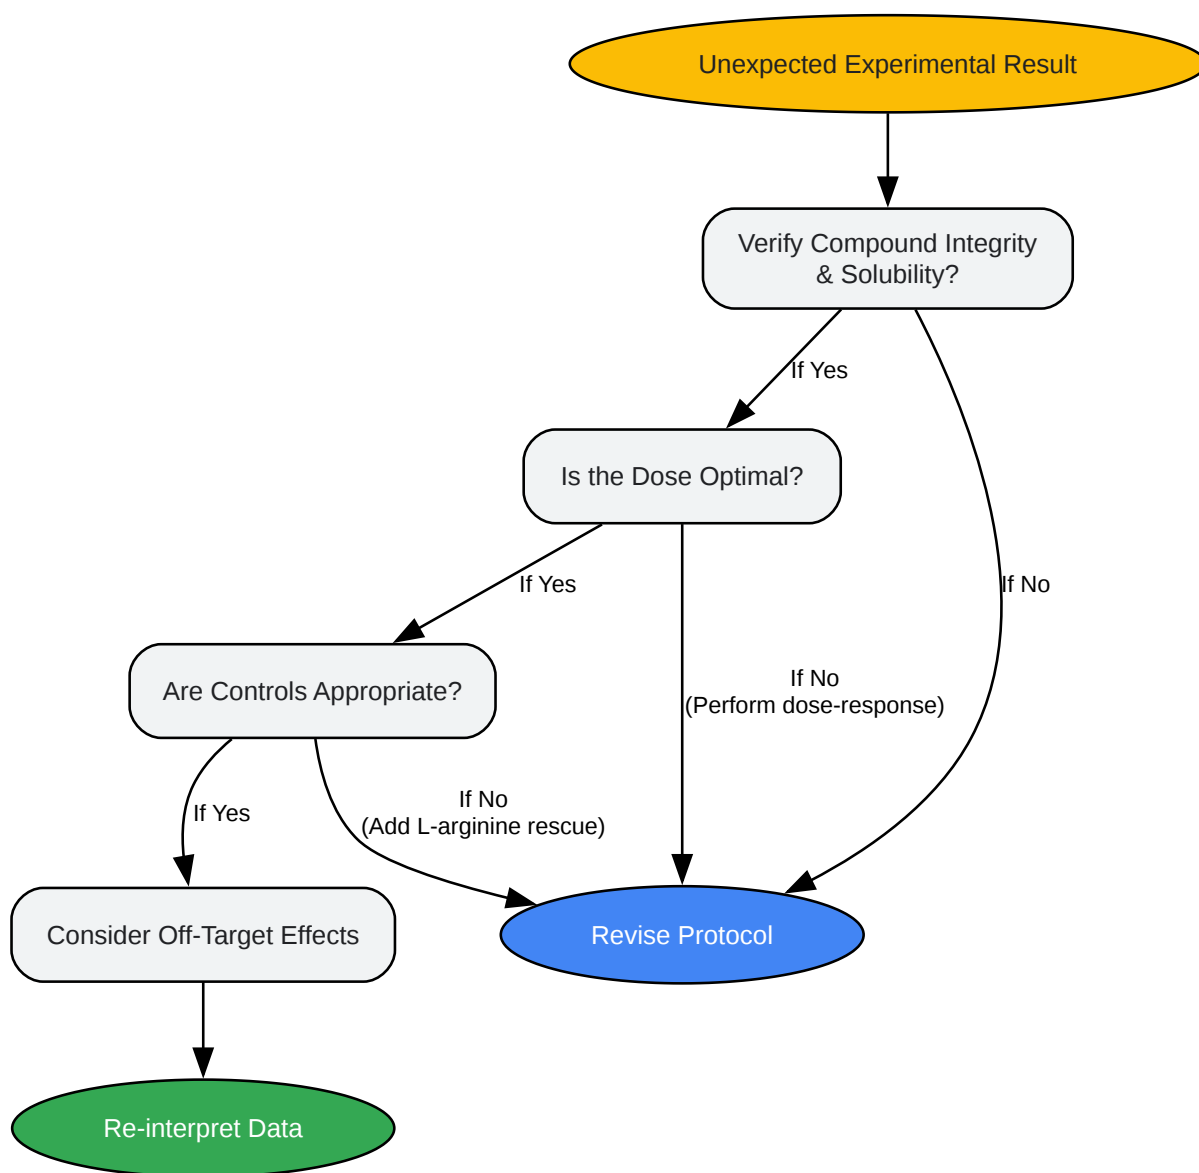 Unexpected Experimental Result
Verify Compound Integrity
& Solubility?
If Yes
Is the Dose Optimal?
If Yes
If No
Are Controls Appropriate?
If No
(Perform dose-response)
If Yes
If No
(Add L-arginine rescue)
Consider Off-Target Effects
Revise Protocol
Re-interpret Data